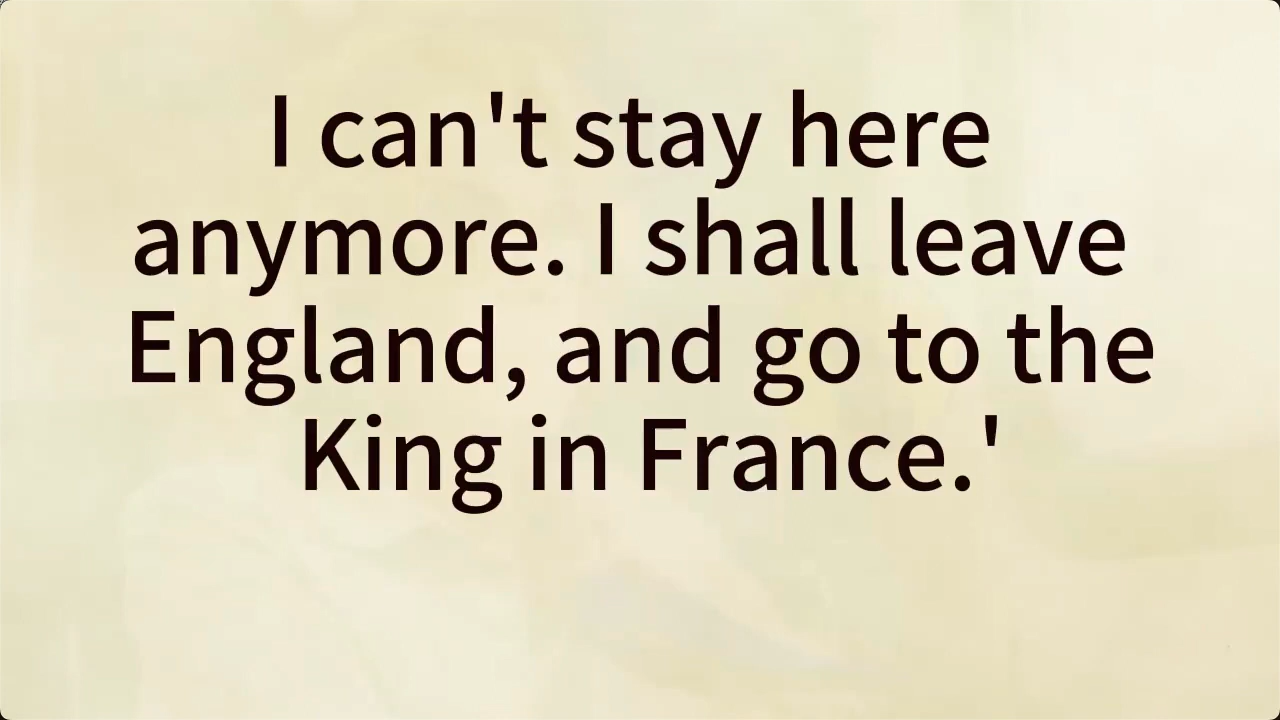 I can't stay here
anymore. I shall leave
England, and go to the
King in France.'